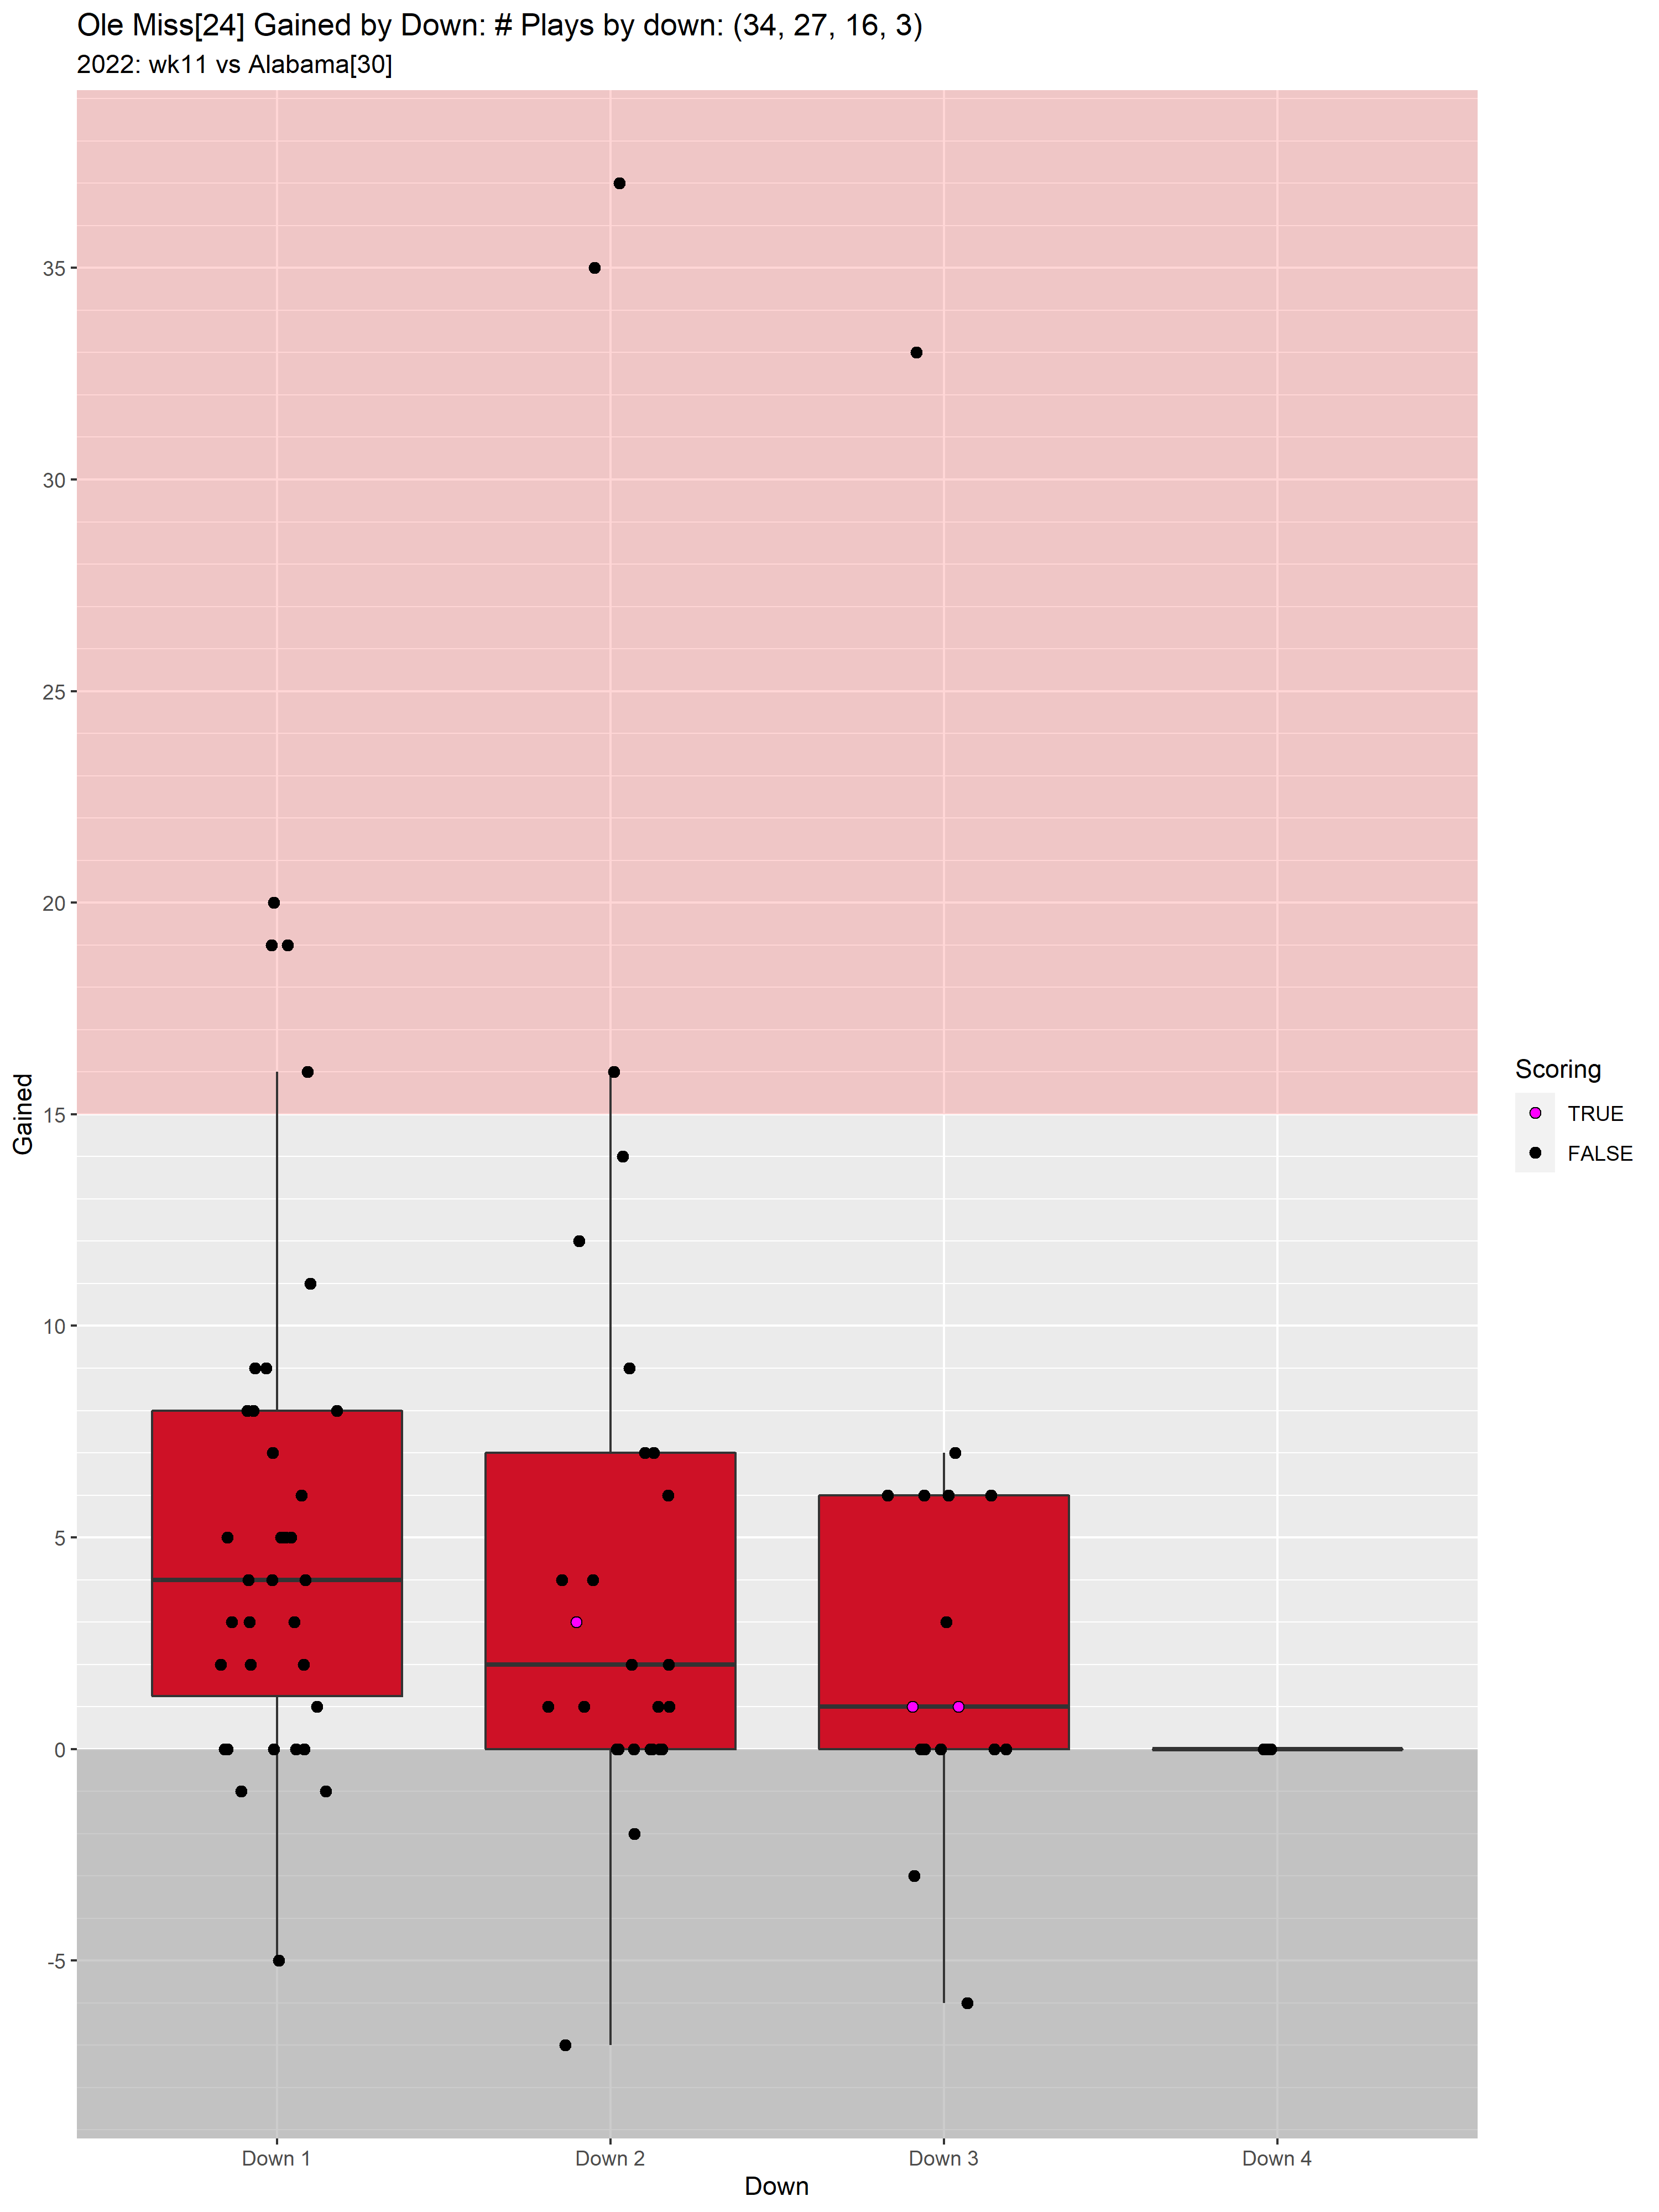 Ole Miss[24] Gained by Down: # Plays by down: (34, 27, 16, 3)
2022: wk11 vs Alabama[30]
35
30
25
20
15
10
5
0
-5
Gained
Down 1
Down 2
Down 3
Down 4
Down
Scoring
TRUE
FALSE